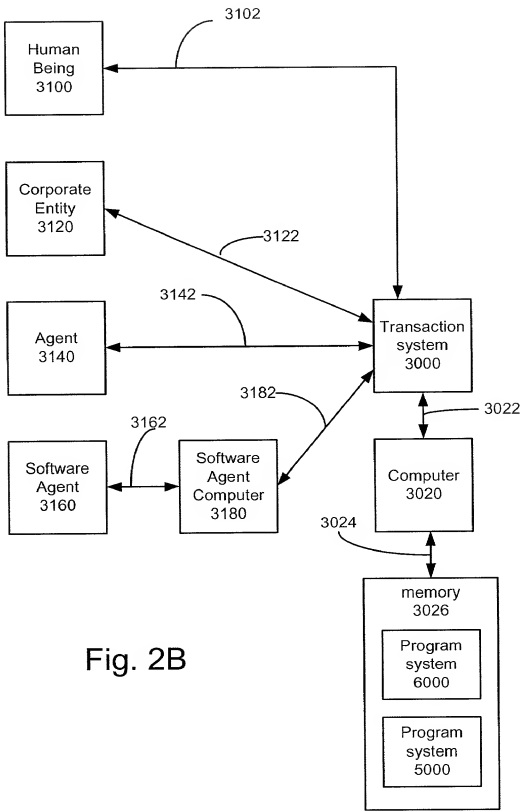 3102
Human
Being
3100
Corporate
Entity
3120
3122
3142
Agent
3140
Transaction
system
3000
3182
3022
3162
Software
Agent
3160
Software
Agent
Computer
3180
Computer
3020
3024
memory
3026
Program
system
6000
Program
system
5000
Fig. 2B